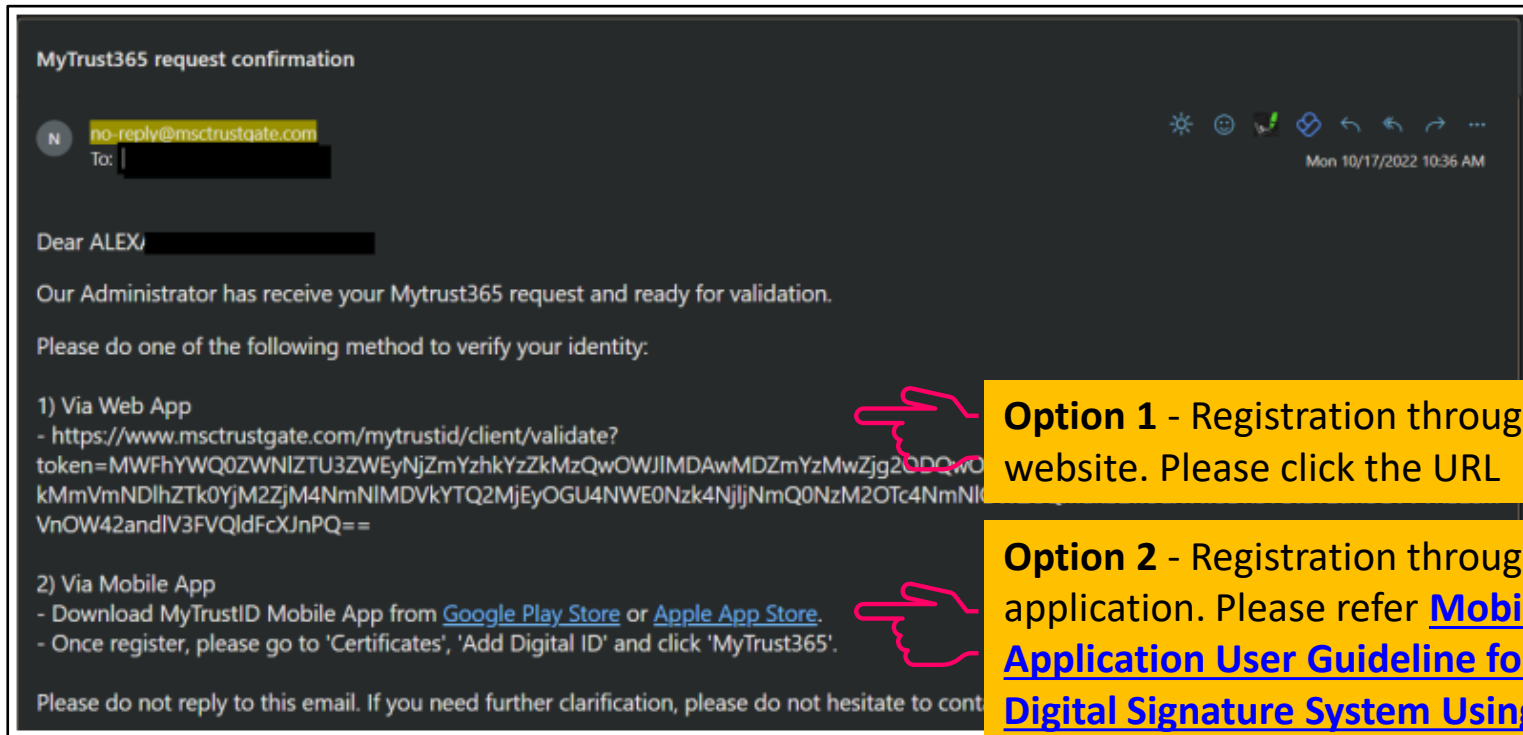 MyTrust365 request confirmation
N
no-reply@msctrustgate.com
To:
Mon 10/17/2022 10:36 AM
Dear ALEX
Our Administrator has receive your Mytrust365 request and ready for validation.
Please do one of the following method to verify your identity:
1) Via Web App
- https://www.msctrustgate.com/mytrustid/client/validate?
VnOW42andlV3FVQldFcXJnPQ==
2) Via Mobile App
- Download MyTrustID Mobile App from Google Play Store or Apple App Store.
- Once register, please go to 'Certificates', 'Add Digital ID' and click 'MyTrust365'.
Please do not reply to this email. If you need further clarification, please do not hesitate to
Option 1 - Registration
website. Please click the URL
Option 2 - Registration
application. Please refer
Application User Guideline
Digital Signature System